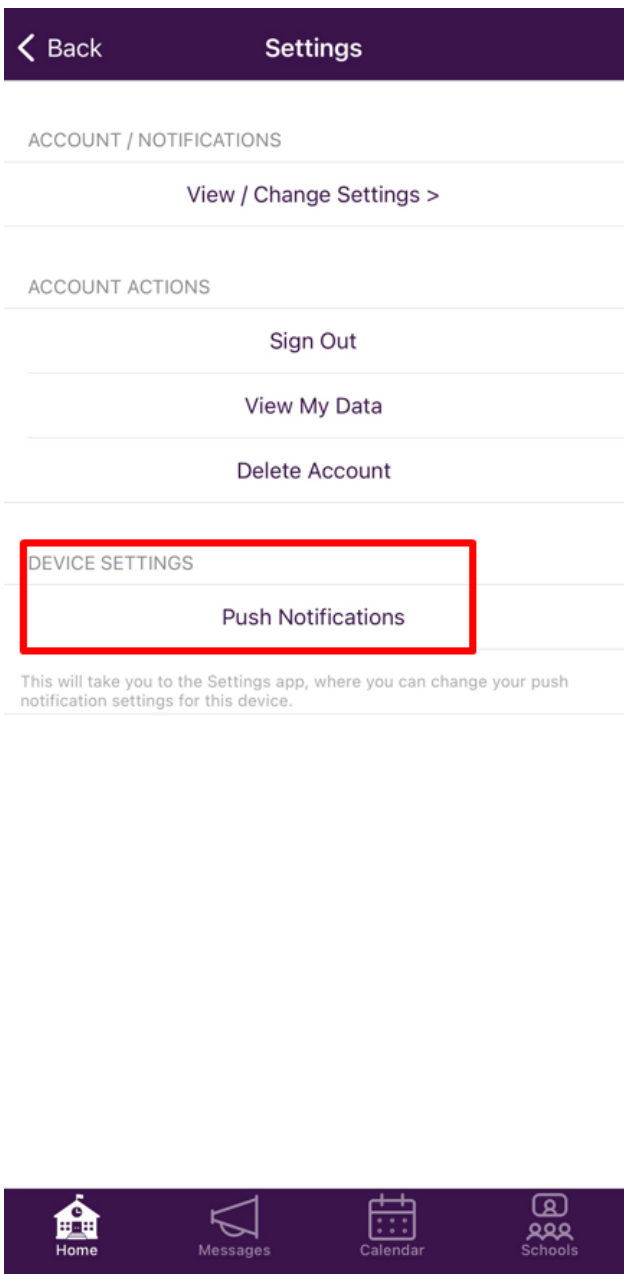 Back
Settings
ACCOUNT / NOTIFICATIONS
View / Change Settings >
ACCOUNT ACTIONS
Sign Out
View My Data
Delete Account
DEVICE SETTINGS
Push Notifications
This will take you to the Settings app, where you can change your push
notification settings for this device.
Home
Messages
Calendar
Schools